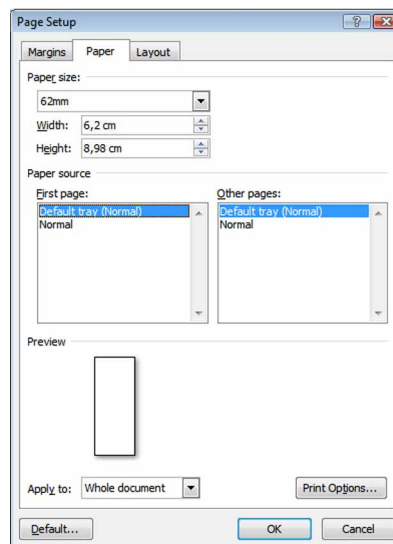 Page Setup
Margins Paper Layout
Paper size:
62mm
Width: 6,2 cm
Height: 8,98 cm
Paper source
First page: Other pages:
Default tray (Normal) Default tray (Normal)
Normal Normal
Preview
Apply to: Whole document Print Options...
Default... OK Cancel